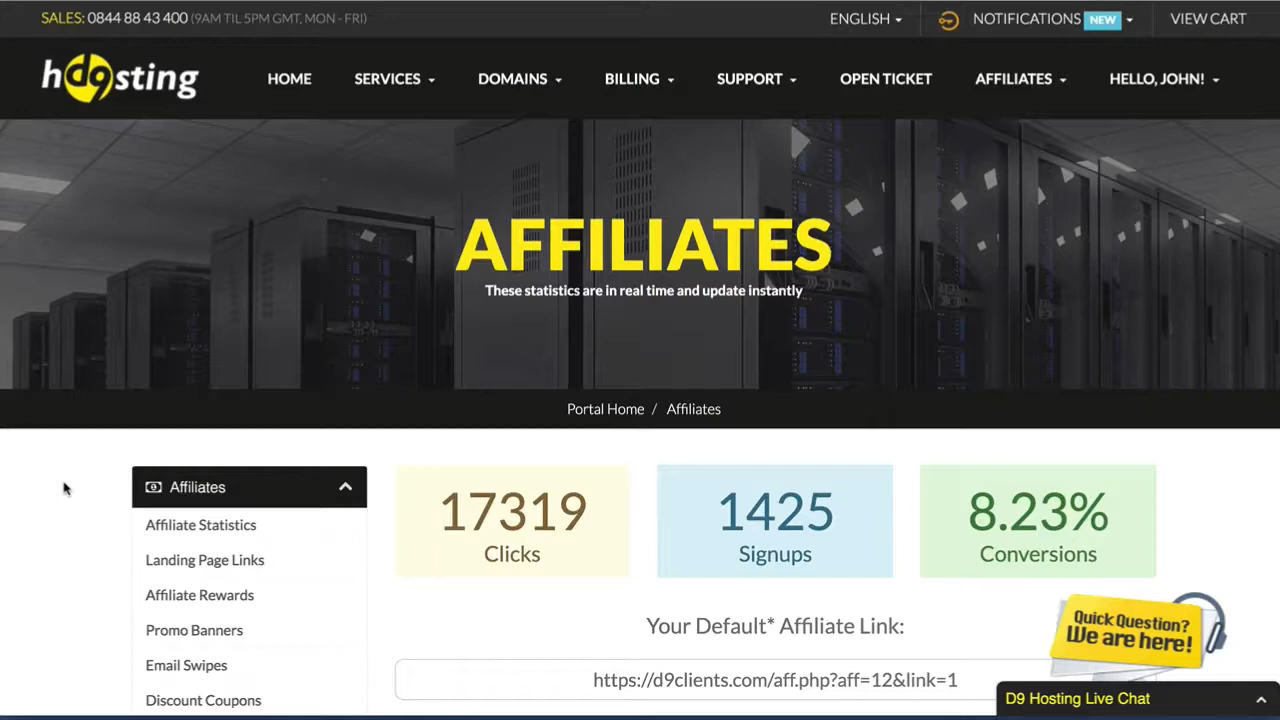 SALES: 0844 88 43 400 (9AM TIL 5PM GMT, MON - FRI)
ENGLISH
NOTIFICATIONS NEW
VIEW CART
hd9sting
HOME
SERVICES
DOMAINS
BILLING
SUPPORT
OPEN TICKET
AFFILIATES
HELLO, JOHN!
AFFILIATES
These statistics are in real time and update instantly
Portal Home / Affiliates
Affiliates
Affiliate Statistics
Landing Page Links
Affiliate Rewards
Promo Banners
Email Swipes
Discount Coupons
17319
Clicks
1425
Signups
8.23%
Conversions
Your Default* Affiliate Link:
https://d9clients.com/aff.php?aff=12&link=1
Quick Question?
We are here!
D9 Hosting Live Chat